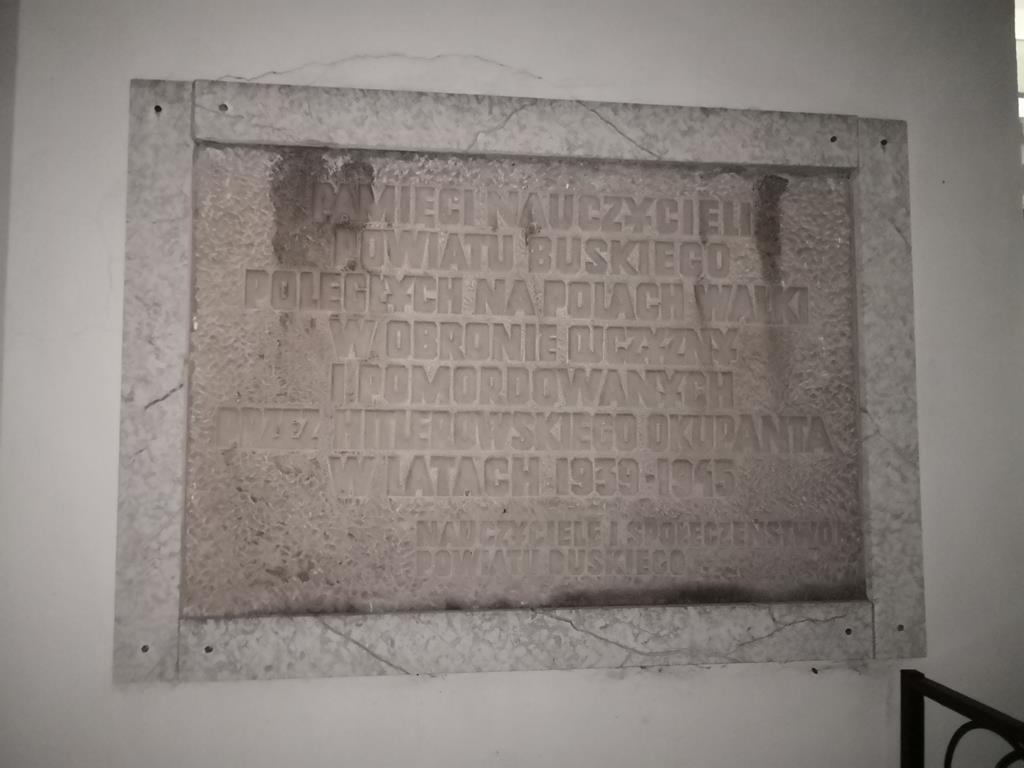 PAMIĘCI NAUCZYCIELI
POWIATU BUSKIEGO
POLEGŁYCH NA POLACH WALKI
W OBRONIE OJCZYZNY
I POMORDOWANYCH
PRZEZ HITLEROWSKIEGO OKUPANTA
W LATACH 1939-1945
NAUCZYCIELE I SPOŁECZEŃSTWO
POWIATU BUSKIEGO